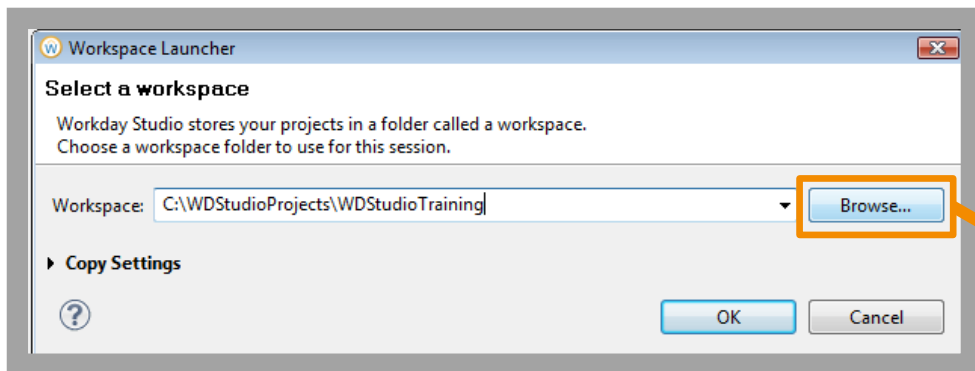 Workspace Launcher
Select a workspace
Workday Studio stores your projects in a folder called a workspace.
Choose a workspace folder to use for this session.
Workspace: C:\WDStudioProjects\WDStudioTraining Browse...
Copy Settings
? OK Cancel